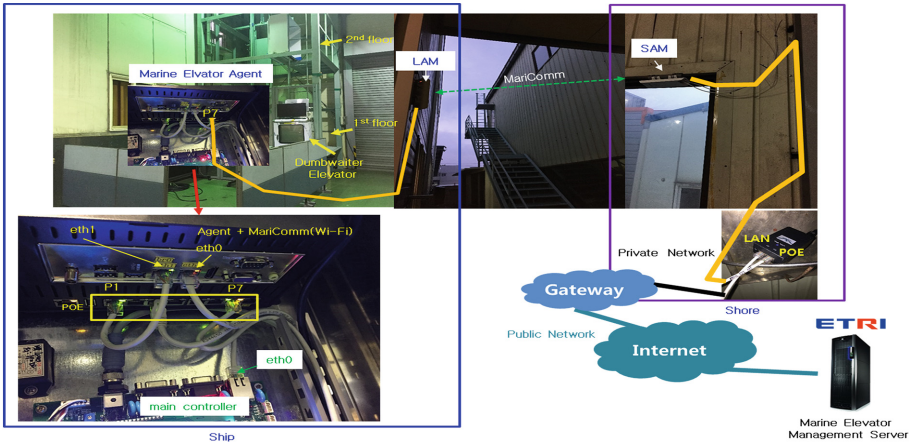 2nd floor
Marine Elvator Agent
P7
1st floor
Dumbwaiter
Elevator
LAM
MariComm
SAM
eth1
Agent + MariComm(Wi-Fi)
eth0
P1
P7
POE
eth0
main controller
Ship
LAN
POE
Private Network
Gateway
Shore
Public Network
Internet
ETRI
Marine Elevator
Management Server